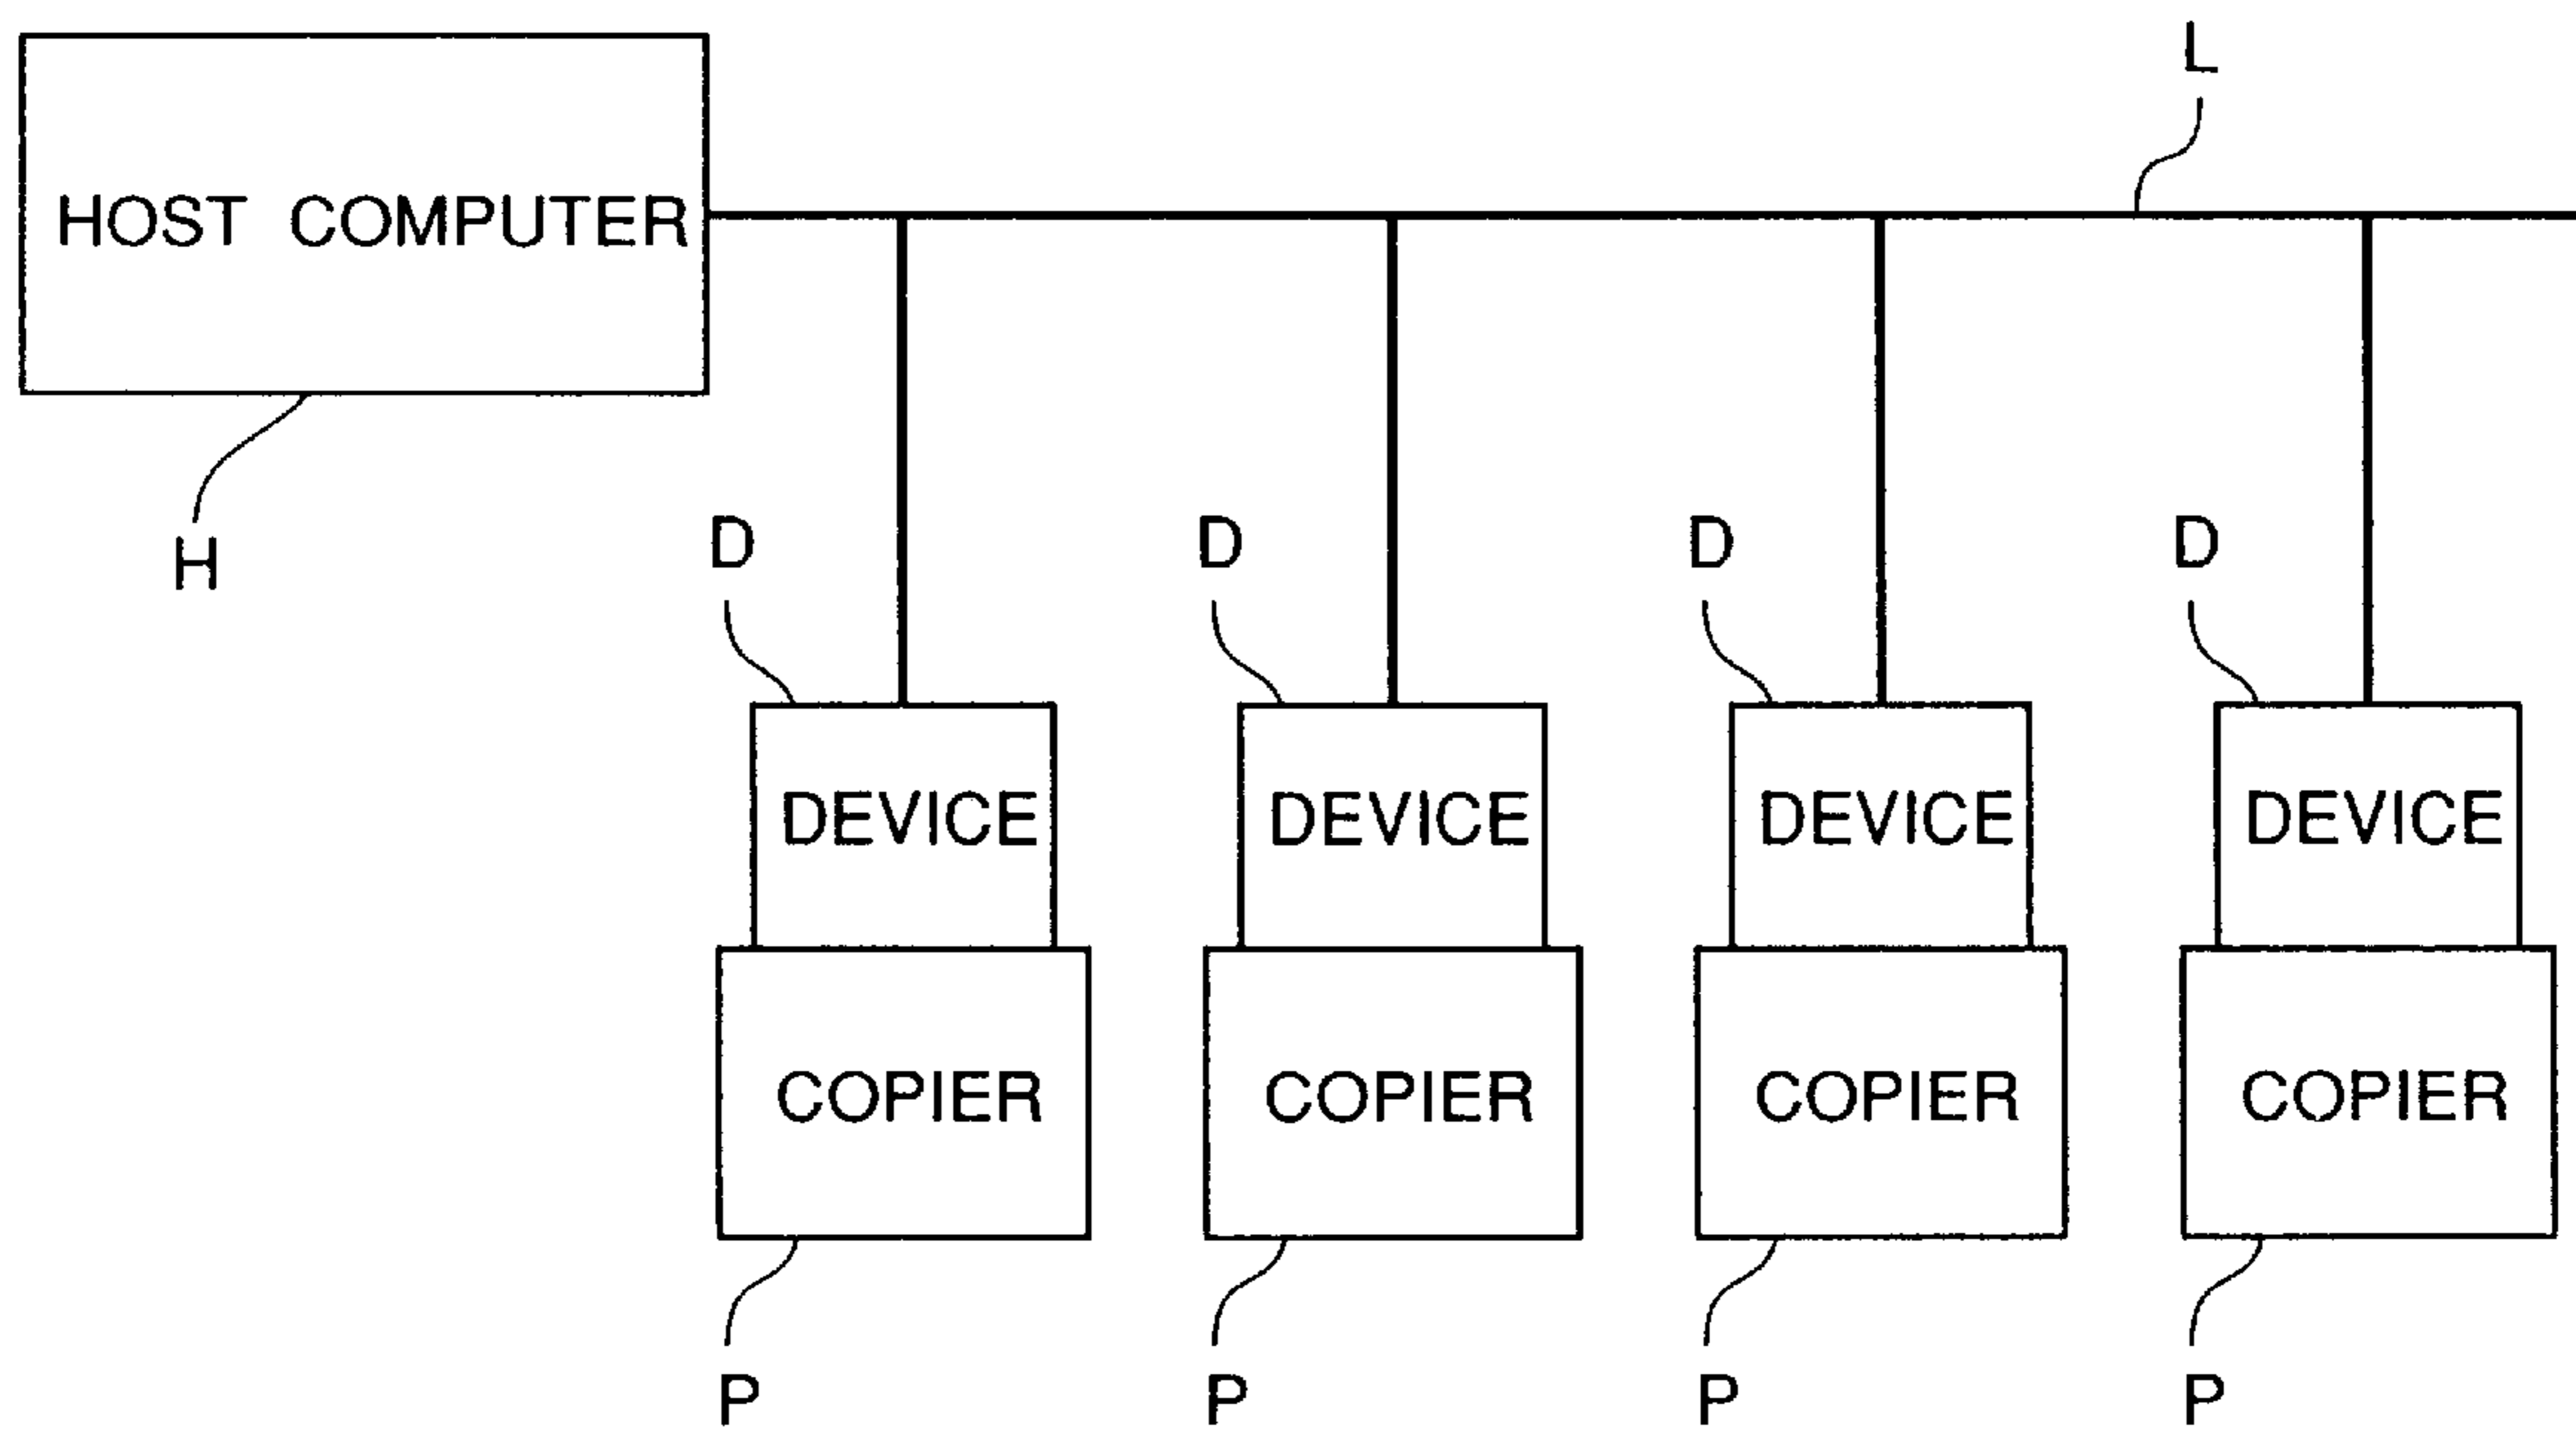 L
HOST COMPUTER
H
D D D D
DEVICE DEVICE DEVICE DEVICE
COPIER COPIER COPIER COPIER
P P P P